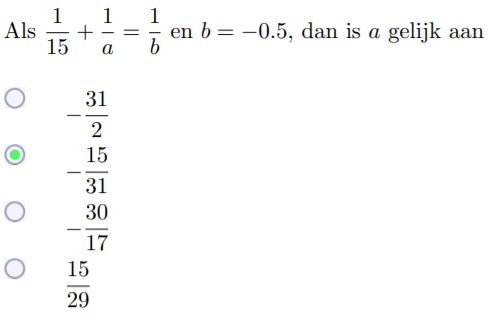 Als 1/15 + 1/a = 1/b en b = −0.5, dan is a gelijk aan
−31/2
−15/31
−30/17
15/29